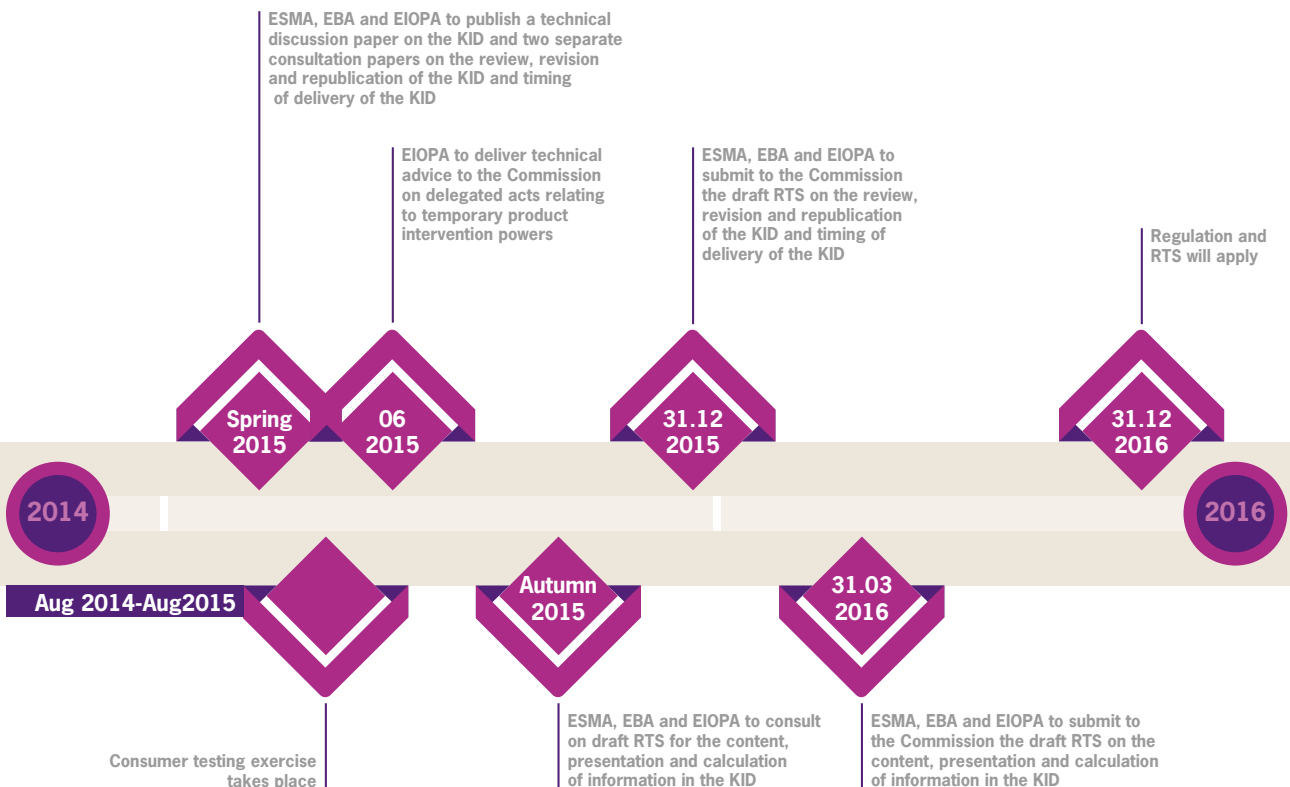 ESMA, EBA and EIOPA to publish a technical
discussion paper on the KID and two separate
consultation papers on the review, revision
and republication of the KID and timing
of delivery of the KID
EIOPA to deliver technical
advice to the Commission
on delegated acts relating
to temporary product
intervention powers
ESMA, EBA and EIOPA to
submit to the Commission
the draft RTS on the review,
revision and republication
of the KID and timing of
delivery of the KID
Regulation and
RTS will apply
Spring
2015
06
2015
31.12
2015
31.12
2016
2014
2016
Aug 2014-Aug2015
Autumn
2015
31.03
2016
Consumer testing exercise
takes place
ESMA, EBA and EIOPA to consult
on draft RTS for the content,
presentation and calculation
of information in the KID
ESMA, EBA and EIOPA to submit to
the Commission the draft RTS on the
content, presentation and calculation
of information in the KID